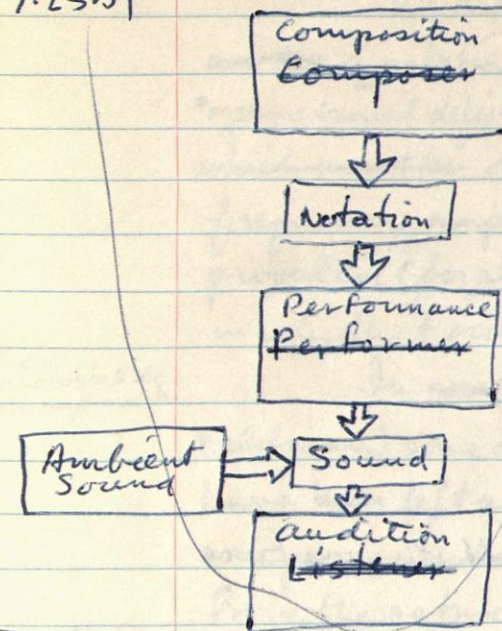 Composition
Composer
Notation
Performance
Performer
Ambient
Sound
Sound
Audition
Listener